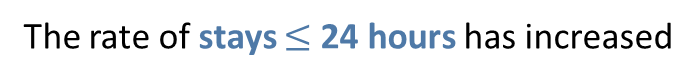 The rate of stays ≤ 24 hours has increased